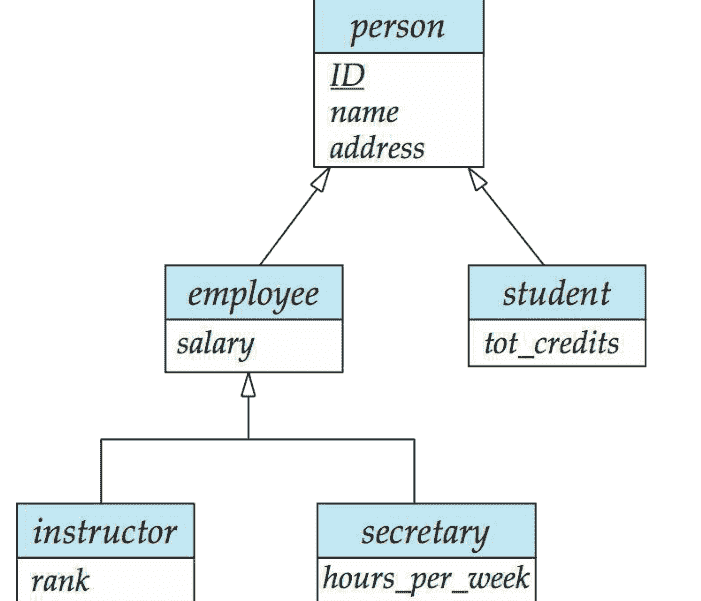 person
ID
name
address
employee
salary
student
tot_credits
instructor
rank
secretary
hours_per_week